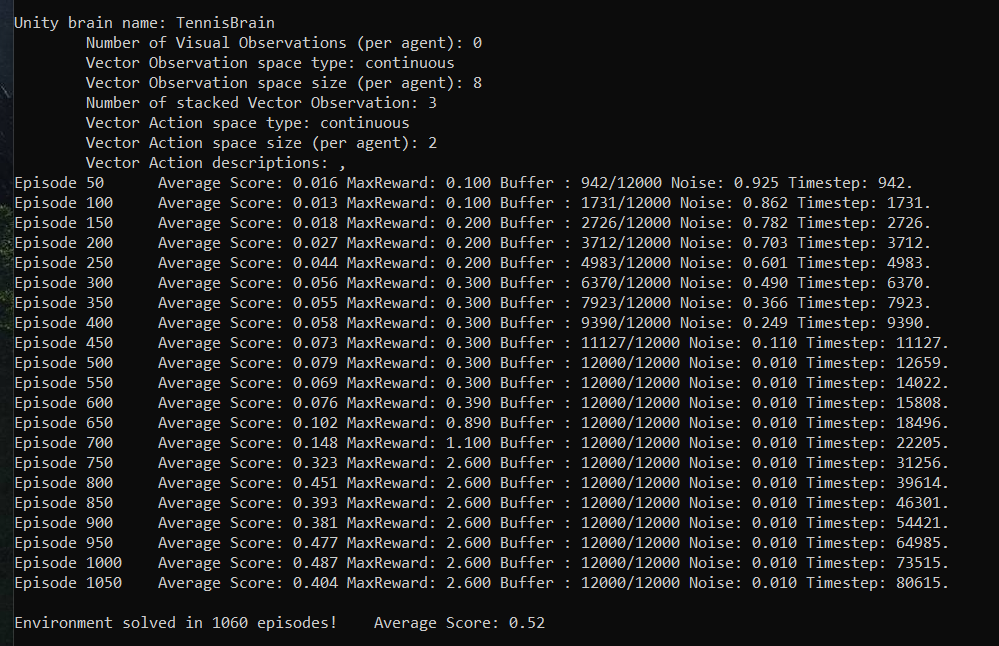 Unity brain name: TennisBrain
Number of Visual Observations (per agent): 0
Vector Observation space type: continuous
Vector Observation space size (per agent): 8
Number of stacked Vector Observation: 3
Vector Action space type: continuous
Vector Action space size (per agent): 2
Vector Action descriptions: ,
Episode 50 Average Score: 0.016 MaxReward: 0.100 Buffer : 942/12000 Noise: 0.925 Timestep: 942.
Episode 100 Average Score: 0.013 MaxReward: 0.100 Buffer : 1731/12000 Noise: 0.862 Timestep: 1731.
Episode 150 Average Score: 0.018 MaxReward: 0.200 Buffer : 2726/12000 Noise: 0.782 Timestep: 2726.
Episode 200 Average Score: 0.027 MaxReward: 0.200 Buffer : 3712/12000 Noise: 0.703 Timestep: 3712.
Episode 250 Average Score: 0.044 MaxReward: 0.200 Buffer : 4983/12000 Noise: 0.601 Timestep: 4983.
Episode 300 Average Score: 0.056 MaxReward: 0.300 Buffer : 6370/12000 Noise: 0.490 Timestep: 6370.
Episode 350 Average Score: 0.055 MaxReward: 0.300 Buffer : 7923/12000 Noise: 0.366 Timestep: 7923.
Episode 400 Average Score: 0.058 MaxReward: 0.300 Buffer : 9390/12000 Noise: 0.249 Timestep: 9390.
Episode 450 Average Score: 0.073 MaxReward: 0.300 Buffer : 11127/12000 Noise: 0.110 Timestep: 11127.
Episode 500 Average Score: 0.079 MaxReward: 0.300 Buffer : 12000/12000 Noise: 0.010 Timestep: 12659.
Episode 550 Average Score: 0.069 MaxReward: 0.300 Buffer : 12000/12000 Noise: 0.010 Timestep: 14022.
Episode 600 Average Score: 0.076 MaxReward: 0.390 Buffer : 12000/12000 Noise: 0.010 Timestep: 15808.
Episode 650 Average Score: 0.102 MaxReward: 0.890 Buffer : 12000/12000 Noise: 0.010 Timestep: 18496.
Episode 700 Average Score: 0.148 MaxReward: 1.100 Buffer : 12000/12000 Noise: 0.010 Timestep: 22205.
Episode 750 Average Score: 0.323 MaxReward: 2.600 Buffer : 12000/12000 Noise: 0.010 Timestep: 31256.
Episode 800 Average Score: 0.451 MaxReward: 2.600 Buffer : 12000/12000 Noise: 0.010 Timestep: 39614.
Episode 850 Average Score: 0.393 MaxReward: 2.600 Buffer : 12000/12000 Noise: 0.010 Timestep: 46301.
Episode 900 Average Score: 0.381 MaxReward: 2.600 Buffer : 12000/12000 Noise: 0.010 Timestep: 54421.
Episode 950 Average Score: 0.477 MaxReward: 2.600 Buffer : 12000/12000 Noise: 0.010 Timestep: 64985.
Episode 1000 Average Score: 0.487 MaxReward: 2.600 Buffer : 12000/12000 Noise: 0.010 Timestep: 73515.
Episode 1050 Average Score: 0.404 MaxReward: 2.600 Buffer : 12000/12000 Noise: 0.010 Timestep: 80615.
Environment solved in 1060 episodes! Average Score: 0.52